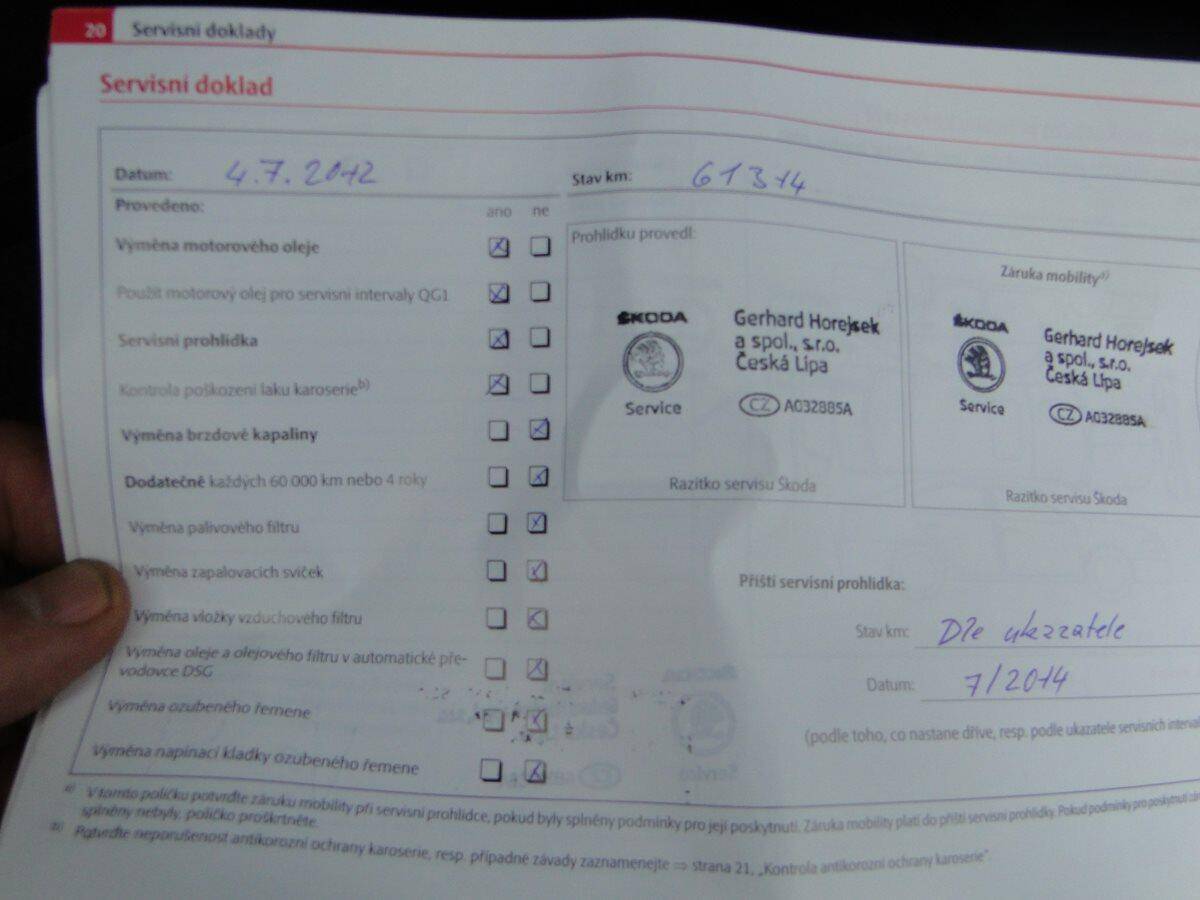 20 Servisní doklady
Servisní doklad
Datum: 4.7.2012
Stav km: 61314
Provedeno: ano ne
Výměna motorového oleje
Použit motorový olej pro servisní intervaly QG1
Servisní prohlídka
Kontrola poškození laku karoserie b)
Výměna brzdové kapaliny
Dodatečně každých 60 000 km nebo 4 roky
Výměna palivového filtru
Výměna zapalovacích svíček
Výměna vložky vzduchového filtru
Výměna oleje a olejového filtru v automatické pře-
vodovce DSG
Výměna ozubeného řemene
Výměna napínací kladky ozubeného řemene
Prohlídku provedl:
ŠKODA
Service
Gerhard Horejsek
a spol., s.r.o.
Česká Lípa
CZ A032885A
Razítko servisu Škoda
Záruka mobility a)
ŠKODA
Service
Gerhard Horejsek
a spol., s.r.o.
Česká Lípa
CZ A032885A
Razítko servisu Škoda
Příští servisní prohlídka:
Stav km: Dle ukazatele
Datum: 7/2014
(podle toho, co nastane dříve, resp. podle ukazatele servisních
a) V tomto políčku potvrďte záruku mobility při servisní prohlídce, pokud byly splněny podmínky pro její poskytnutí. Záruka mobility platí do příští servisní prohlídky. Pokud podmínky pro poskytnutí
splněny nebyly, políčko proškrtněte.
b) Potvrďte neporušenost antikorozní ochrany karoserie, resp. případné závady zaznamenejte ⇒ strana 21, „Kontrola antikorozní ochrany karoserie“.